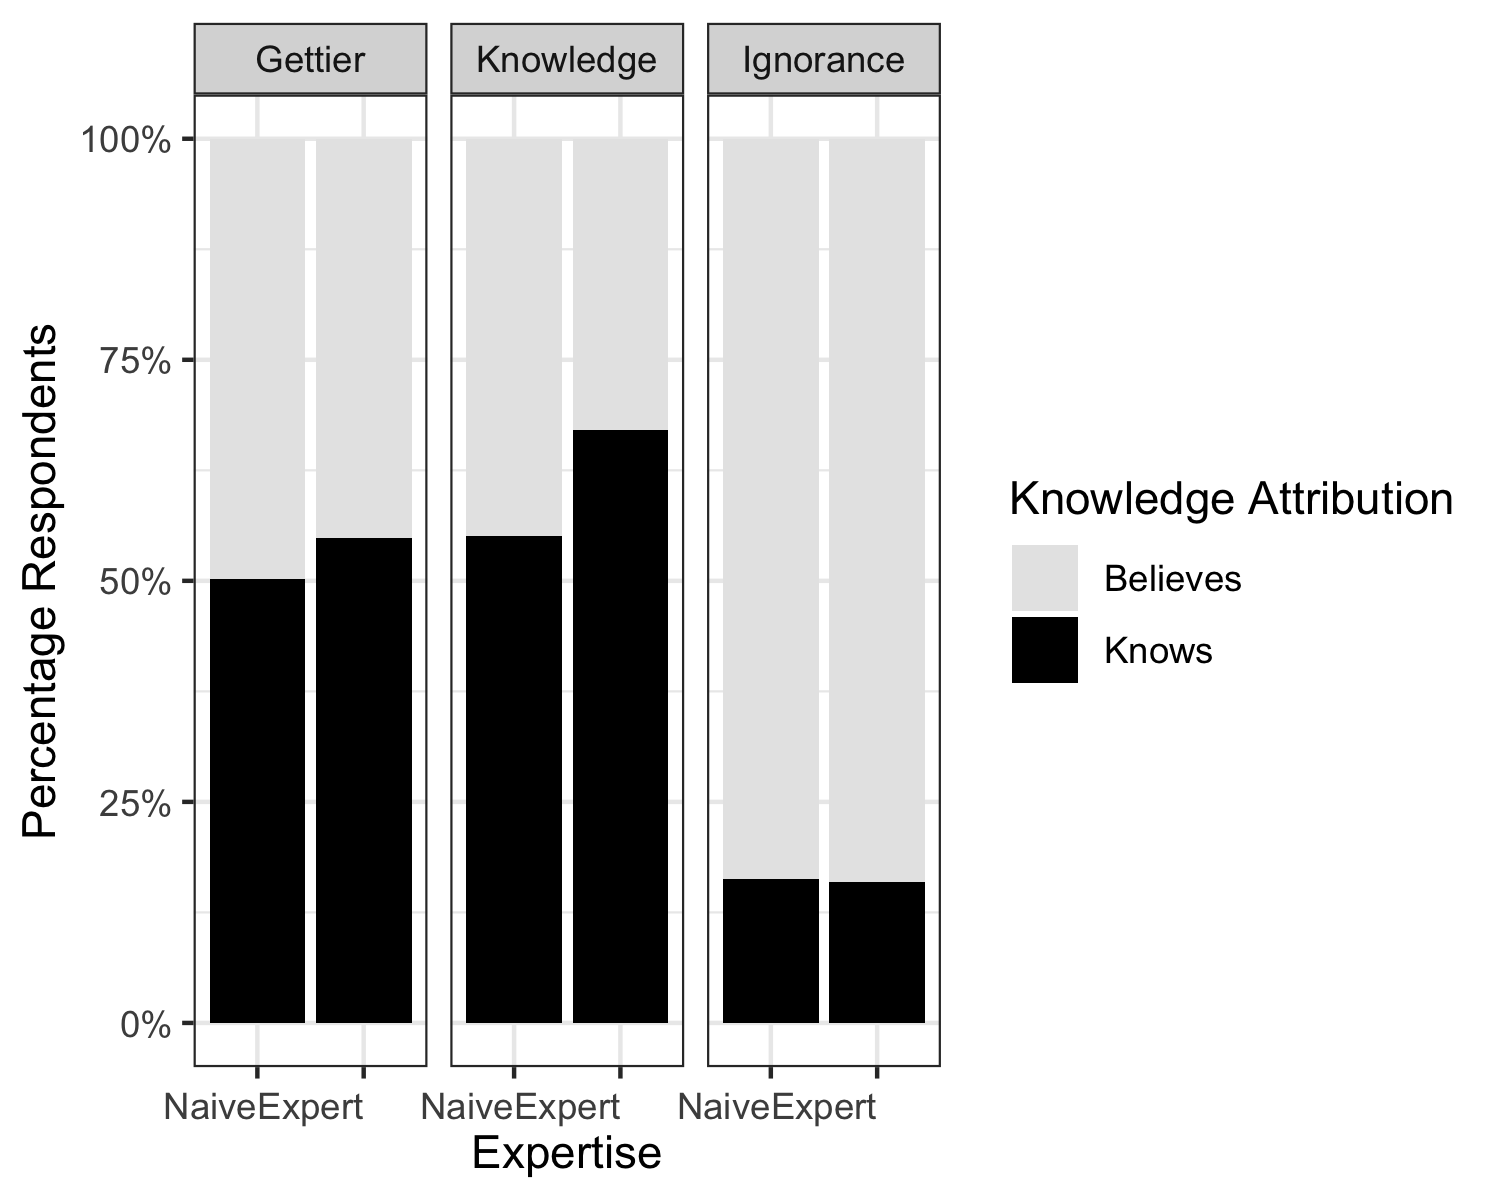 Gettier Knowledge Ignorance
100%
75%
50%
25%
0%
Percentage Respondents
NaiveExpert NaiveExpert NaiveExpert
Expertise
Knowledge Attribution
Believes
Knows